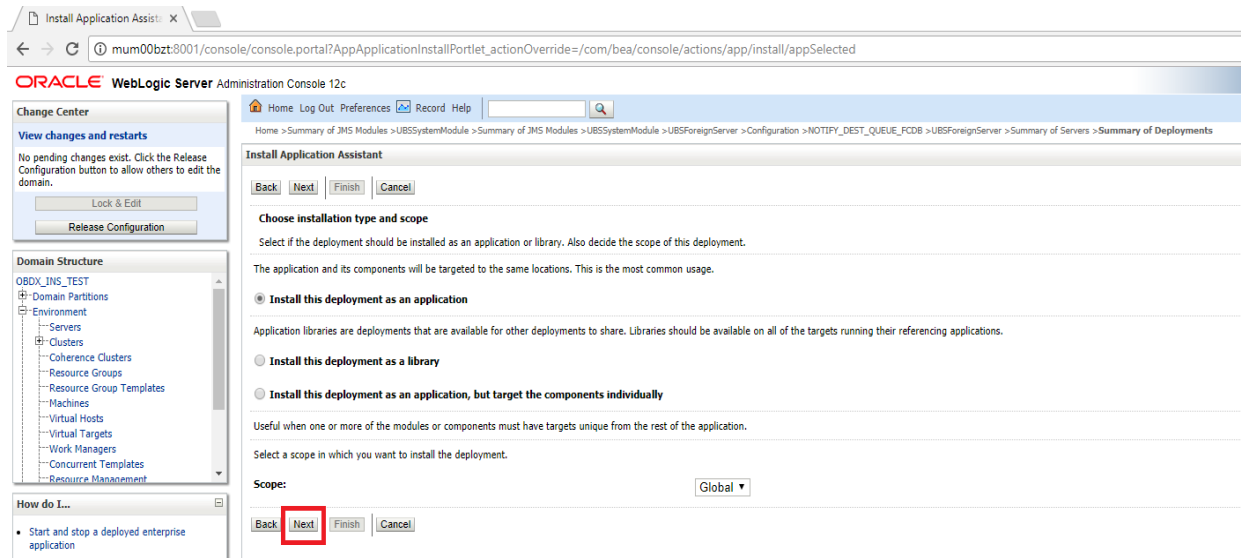 Install Application Assista
mum00bzt:8001/console/console.portal?AppApplicationInstallPortlet_actionOverride=/com/bea/console/actions/app/install/appSelected
ORACLE WebLogic Server Administration Console 12c
Change Center
View changes and restarts
No pending changes exist. Click the Release
Configuration button to allow others to edit the
domain.
Lock & Edit
Release Configuration
Domain Structure
OBDX_INS_TEST
Domain Partitions
Environment
Servers
Clusters
Coherence Clusters
Resource Groups
Resource Group Templates
Machines
Virtual Hosts
Virtual Targets
Work Managers
Concurrent Templates
Resource Management
How do I...
Start and stop a deployed enterprise
application
Home Log Out Preferences Record Help
Home >Summary of JMS Modules >UBSSystemModule >Summary of JMS Modules >UBSSystemModule >UBSForeignServer >Configuration >NOTIFY_DEST_QUEUE_FCDB >UBSForeignServer >Summary of Servers >Summary of Deployments
Install Application Assistant
Back Next Finish Cancel
Choose installation type and scope
Select if the deployment should be installed as an application or library. Also decide the scope of this deployment.
The application and its components will be targeted to the same locations. This is the most common usage.
Install this deployment as an application
Application libraries are deployments that are available for other deployments to share. Libraries should be available on all of the targets running their referencing applications.
Install this deployment as a library
Install this deployment as an application, but target the components individually
Useful when one or more of the modules or components must have targets unique from the rest of the application.
Select a scope in which you want to install the deployment.
Scope: Global
Back Next Finish Cancel